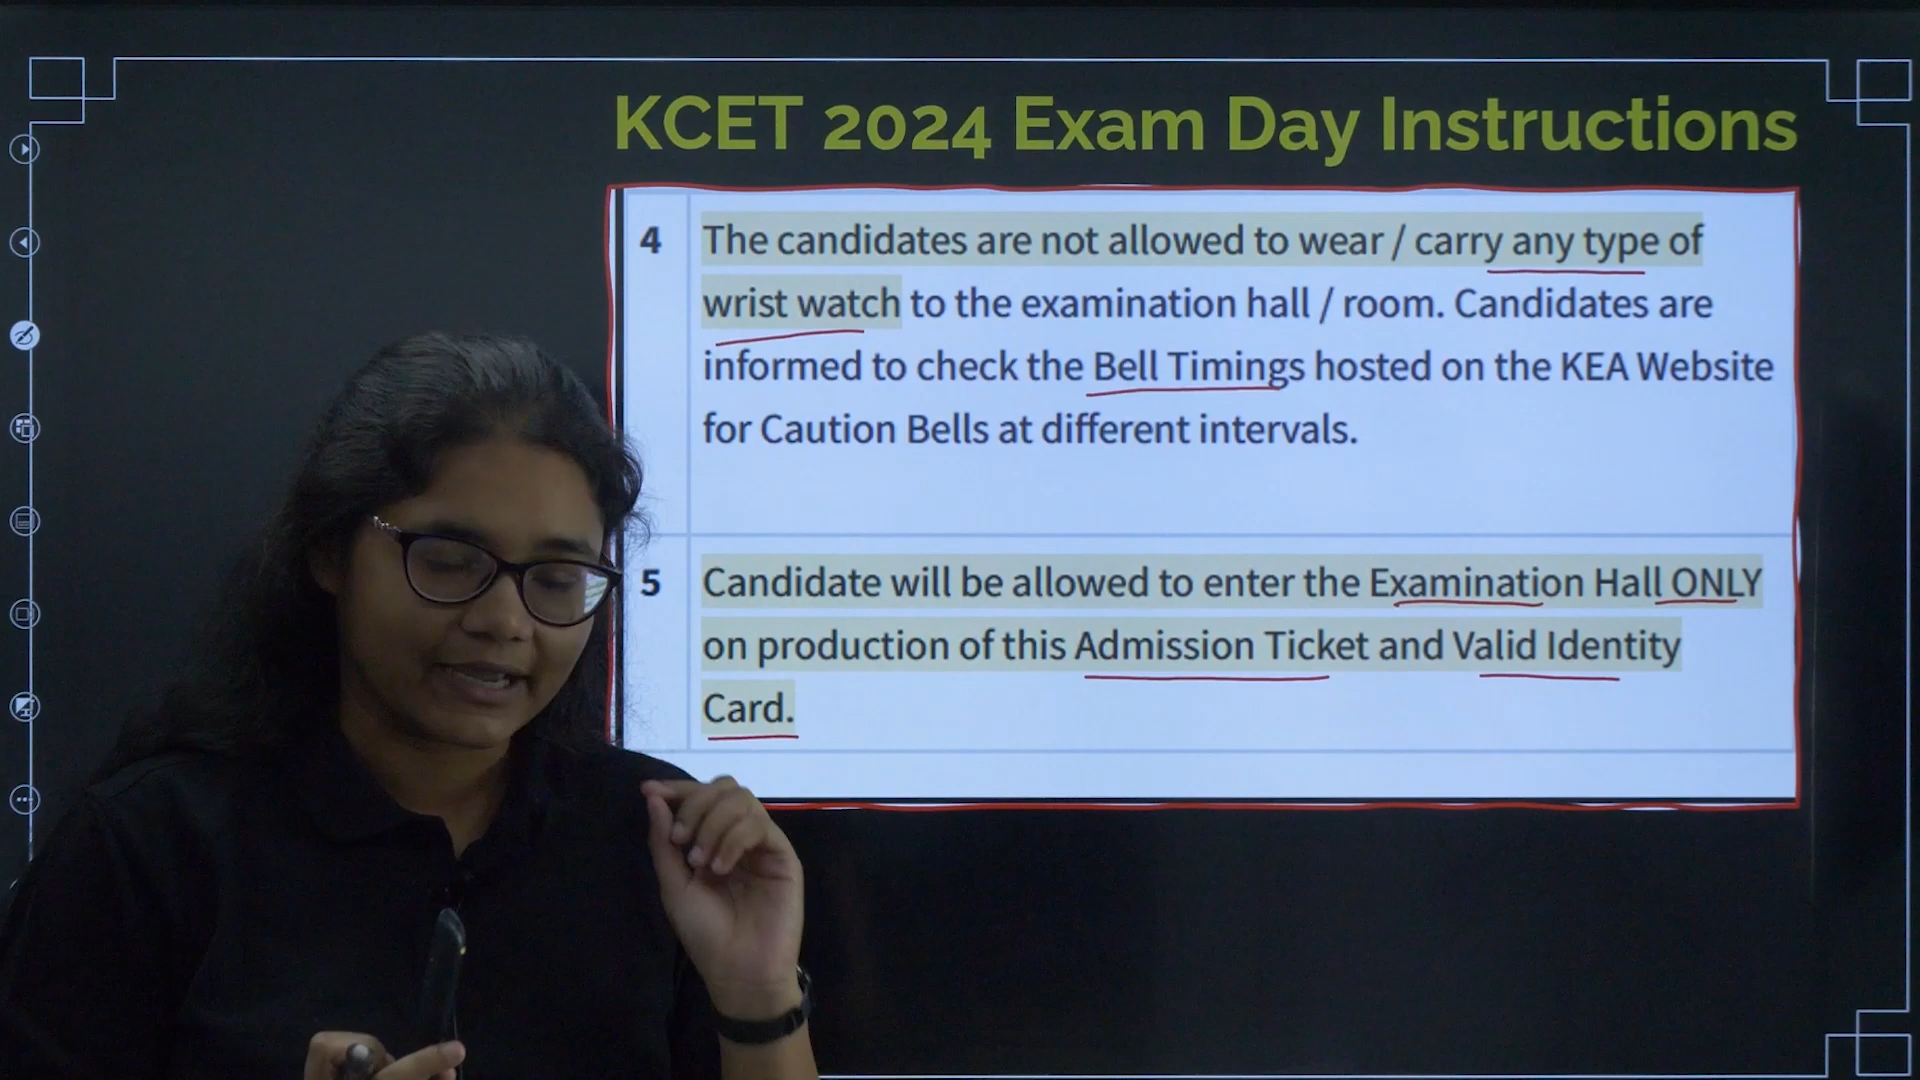 KCET 2024 Exam Day Instructions
4 The candidates are not allowed to wear / carry any type of
wrist watch to the examination hall / room. Candidates are
informed to check the Bell Timings hosted on the KEA Website
for Caution Bells at different intervals.
5 Candidate will be allowed to enter the Examination Hall ONLY
on production of this Admission Ticket and Valid Identity
Card.